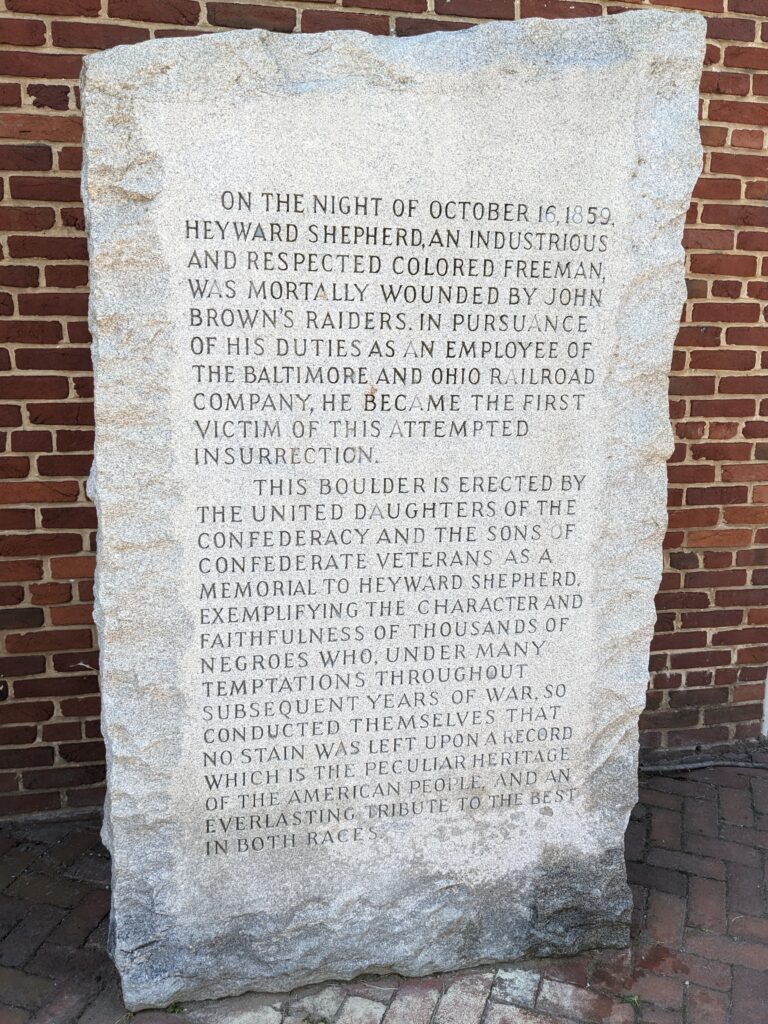 ON THE NIGHT OF OCTOBER 16, 1859,
HEYWARD SHEPHERD, AN INDUSTRIOUS
AND RESPECTED COLORED FREEMAN,
WAS MORTALLY WOUNDED BY JOHN
BROWN'S RAIDERS. IN PURSUANCE
OF HIS DUTIES AS AN EMPLOYEE OF
THE BALTIMORE AND OHIO RAILROAD
COMPANY, HE BECAME THE FIRST
VICTIM OF THIS ATTEMPTED
INSURRECTION.
THIS BOULDER IS ERECTED BY
THE UNITED DAUGHTERS OF THE
CONFEDERACY AND THE SONS OF
CONFEDERATE VETERANS AS A
MEMORIAL TO HEYWARD SHEPHERD,
EXEMPLIFYING THE CHARACTER AND
FAITHFULNESS OF THOUSANDS OF
NEGROES WHO, UNDER MANY
TEMPTATIONS THROUGHOUT
SUBSEQUENT YEARS OF WAR, SO
CONDUCTED THEMSELVES THAT
NO STAIN WAS LEFT UPON A RECORD
WHICH IS THE PECULIAR HERITAGE
OF THE AMERICAN PEOPLE, AND AN
EVERLASTING TRIBUTE TO THE BEST
IN BOTH RACES.